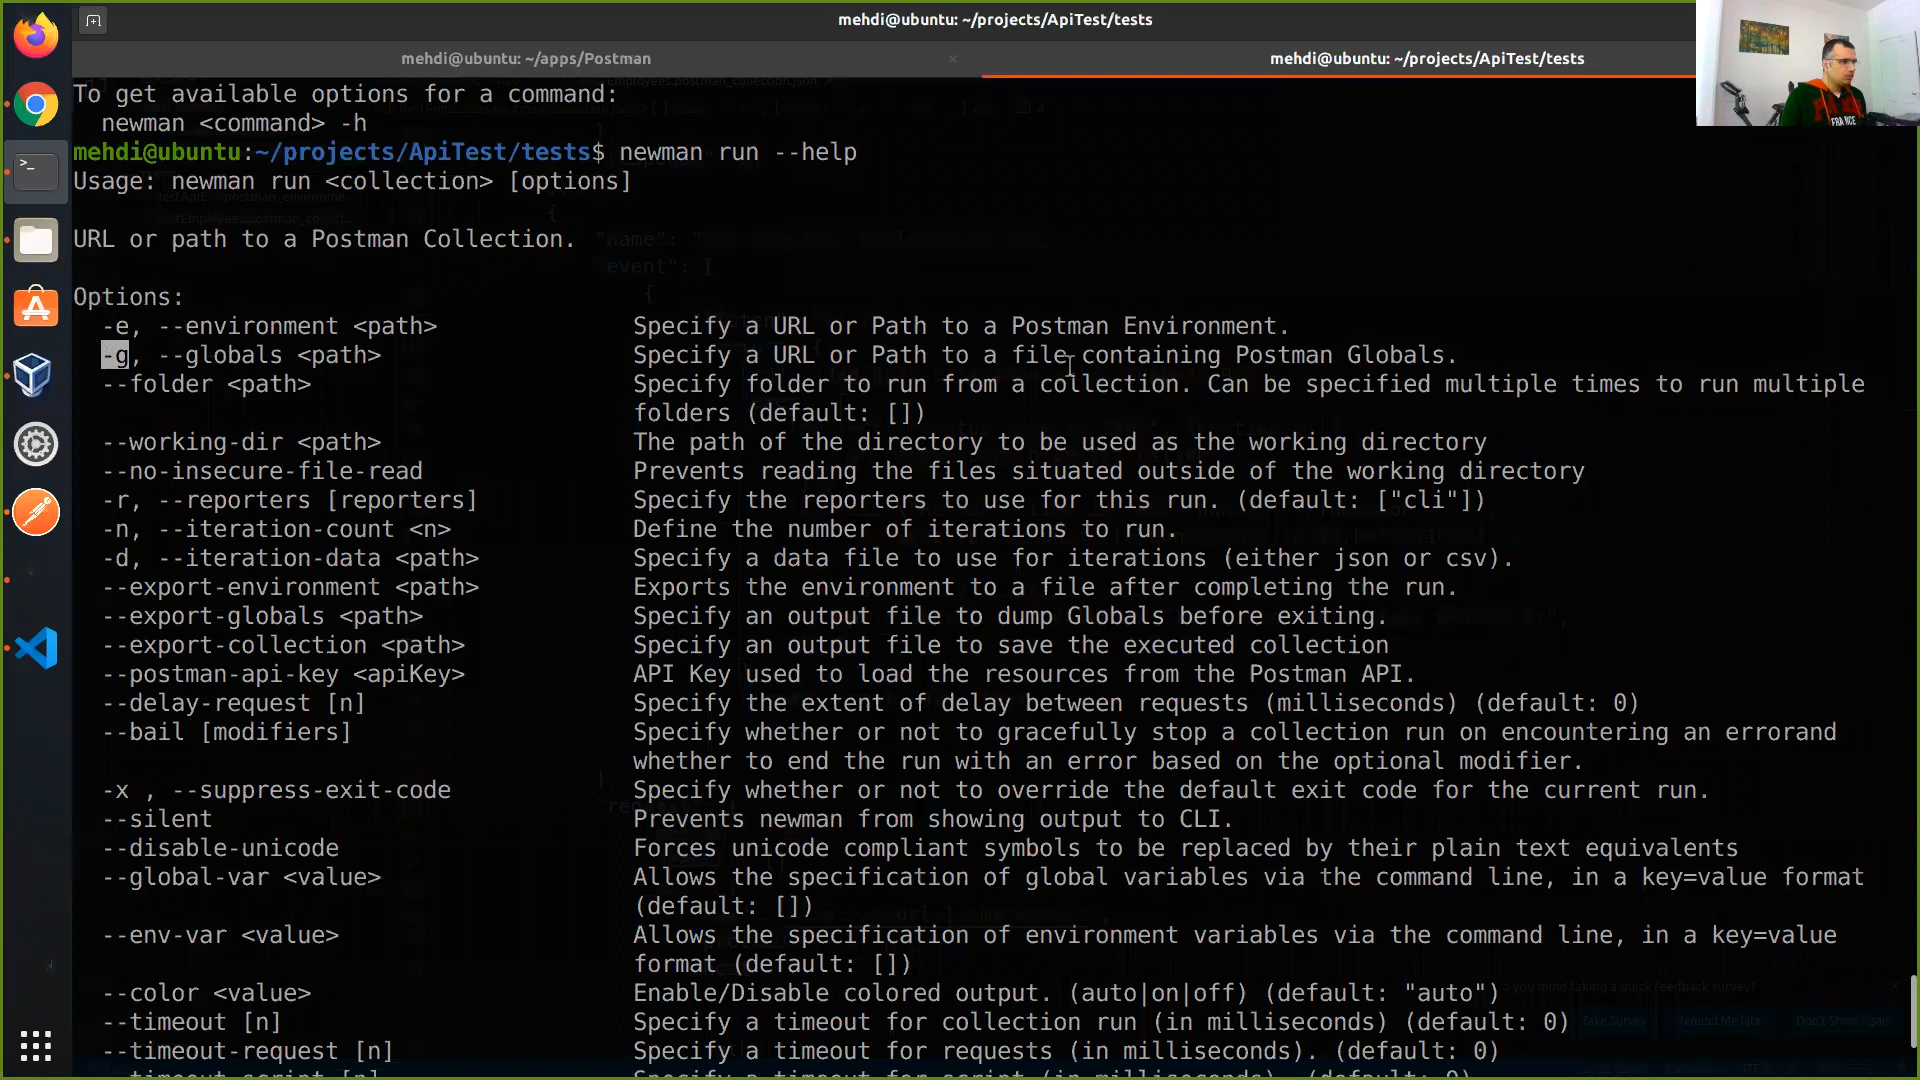 mehdi@ubuntu: ~/projects/ApiTest/tests
mehdi@ubuntu: ~/apps/Postman
mehdi@ubuntu: ~/projects/ApiTest/tests
To get available options for a command:
newman <command> -h
mehdi@ubuntu:~/projects/ApiTest/tests$ newman run --help
Usage: newman run <collection> [options]
URL or path to a Postman Collection.
Options:
-e, --environment <path> Specify a URL or Path to a Postman Environment.
-g, --globals <path> Specify a URL or Path to a file containing Postman Globals.
--folder <path> Specify folder to run from a collection. Can be specified multiple times to run multiple
folders (default: [])
--working-dir <path> The path of the directory to be used as the working directory
--no-insecure-file-read Prevents reading the files situated outside of the working directory
-r, --reporters [reporters] Specify the reporters to use for this run. (default: ["cli"])
-n, --iteration-count <n> Define the number of iterations to run.
-d, --iteration-data <path> Specify a data file to use for iterations (either json or csv).
--export-environment <path> Exports the environment to a file after completing the run.
--export-globals <path> Specify an output file to dump Globals before exiting.
--export-collection <path> Specify an output file to save the executed collection
--postman-api-key <apiKey> API Key used to load the resources from the Postman API.
--delay-request [n] Specify the extent of delay between requests (milliseconds) (default: 0)
--bail [modifiers] Specify whether or not to gracefully stop a collection run on encountering an errorand
whether to end the run with an error based on the optional modifier.
-x , --suppress-exit-code Specify whether or not to override the default exit code for the current run.
--silent Prevents newman from showing output to CLI.
--disable-unicode Forces unicode compliant symbols to be replaced by their plain text equivalents
--global-var <value> Allows the specification of global variables via the command line, in a key=value format
(default: [])
--env-var <value> Allows the specification of environment variables via the command line, in a key=value
format (default: [])
--color <value> Enable/Disable colored output. (auto|on|off) (default: "auto")
--timeout [n] Specify a timeout for collection run (in milliseconds) (default: 0)
--timeout-request [n] Specify a timeout for requests (in milliseconds). (default: 0)
--timeout-script [n] Specify a timeout for script (in milliseconds). (default: 0)